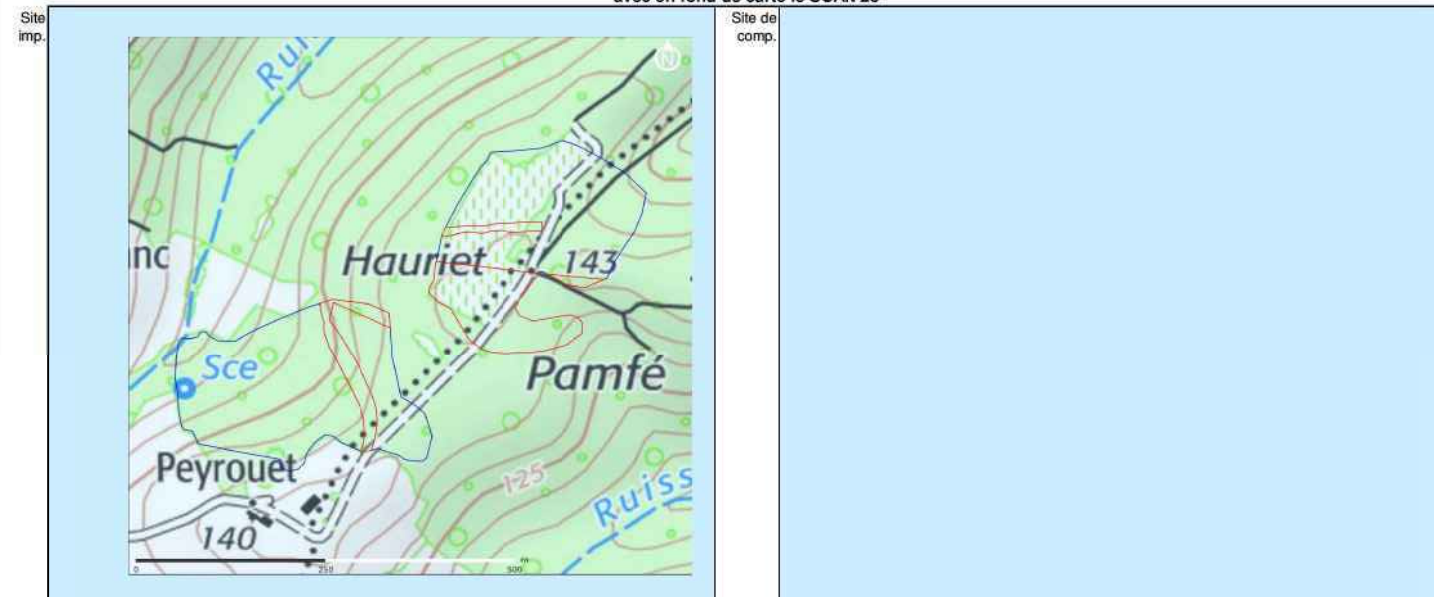 Site imp.
Site de comp.
N
Hauriet
143
Sce
Pamfé
Peyrouet
125
Ruiss
140
0
250
500
m